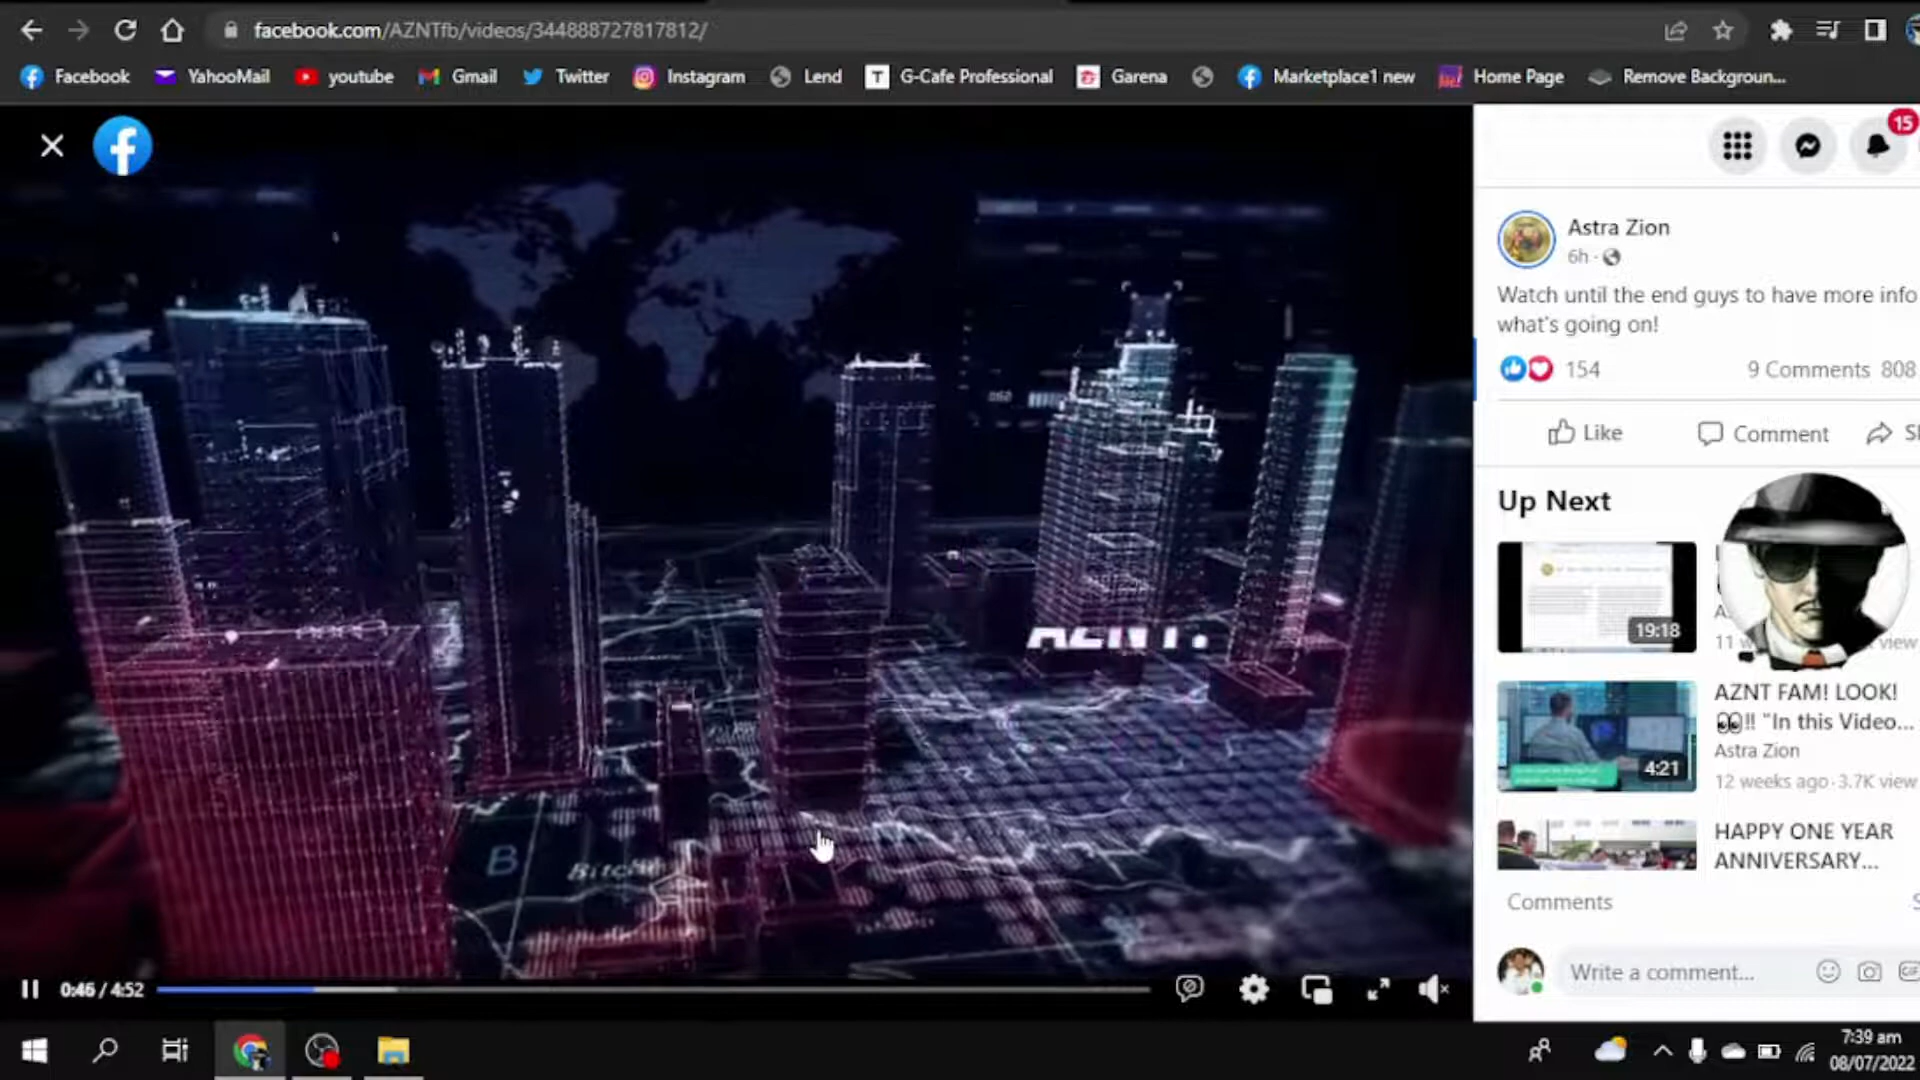 facebook.com/AZNTfb/videos/344888727817812/
Facebook YahooMail youtube Gmail Twitter Instagram Lend T G-Cafe Professional Garena Marketplace1 new Home Page Remove Backgroun...
15
Astra Zion
6h
Watch until the end guys to have more info
what's going on!
154 9 Comments 808
Like Comment
Up Next
19:18
11 view
AZNT FAM! LOOK!
!! "In this Video...
Astra Zion
12 weeks ago · 3.7K view
4:21
HAPPY ONE YEAR
ANNIVERSARY...
Comments
Write a comment...
AZNT.
B
0:46 / 4:52
7:39 am
08/07/2022